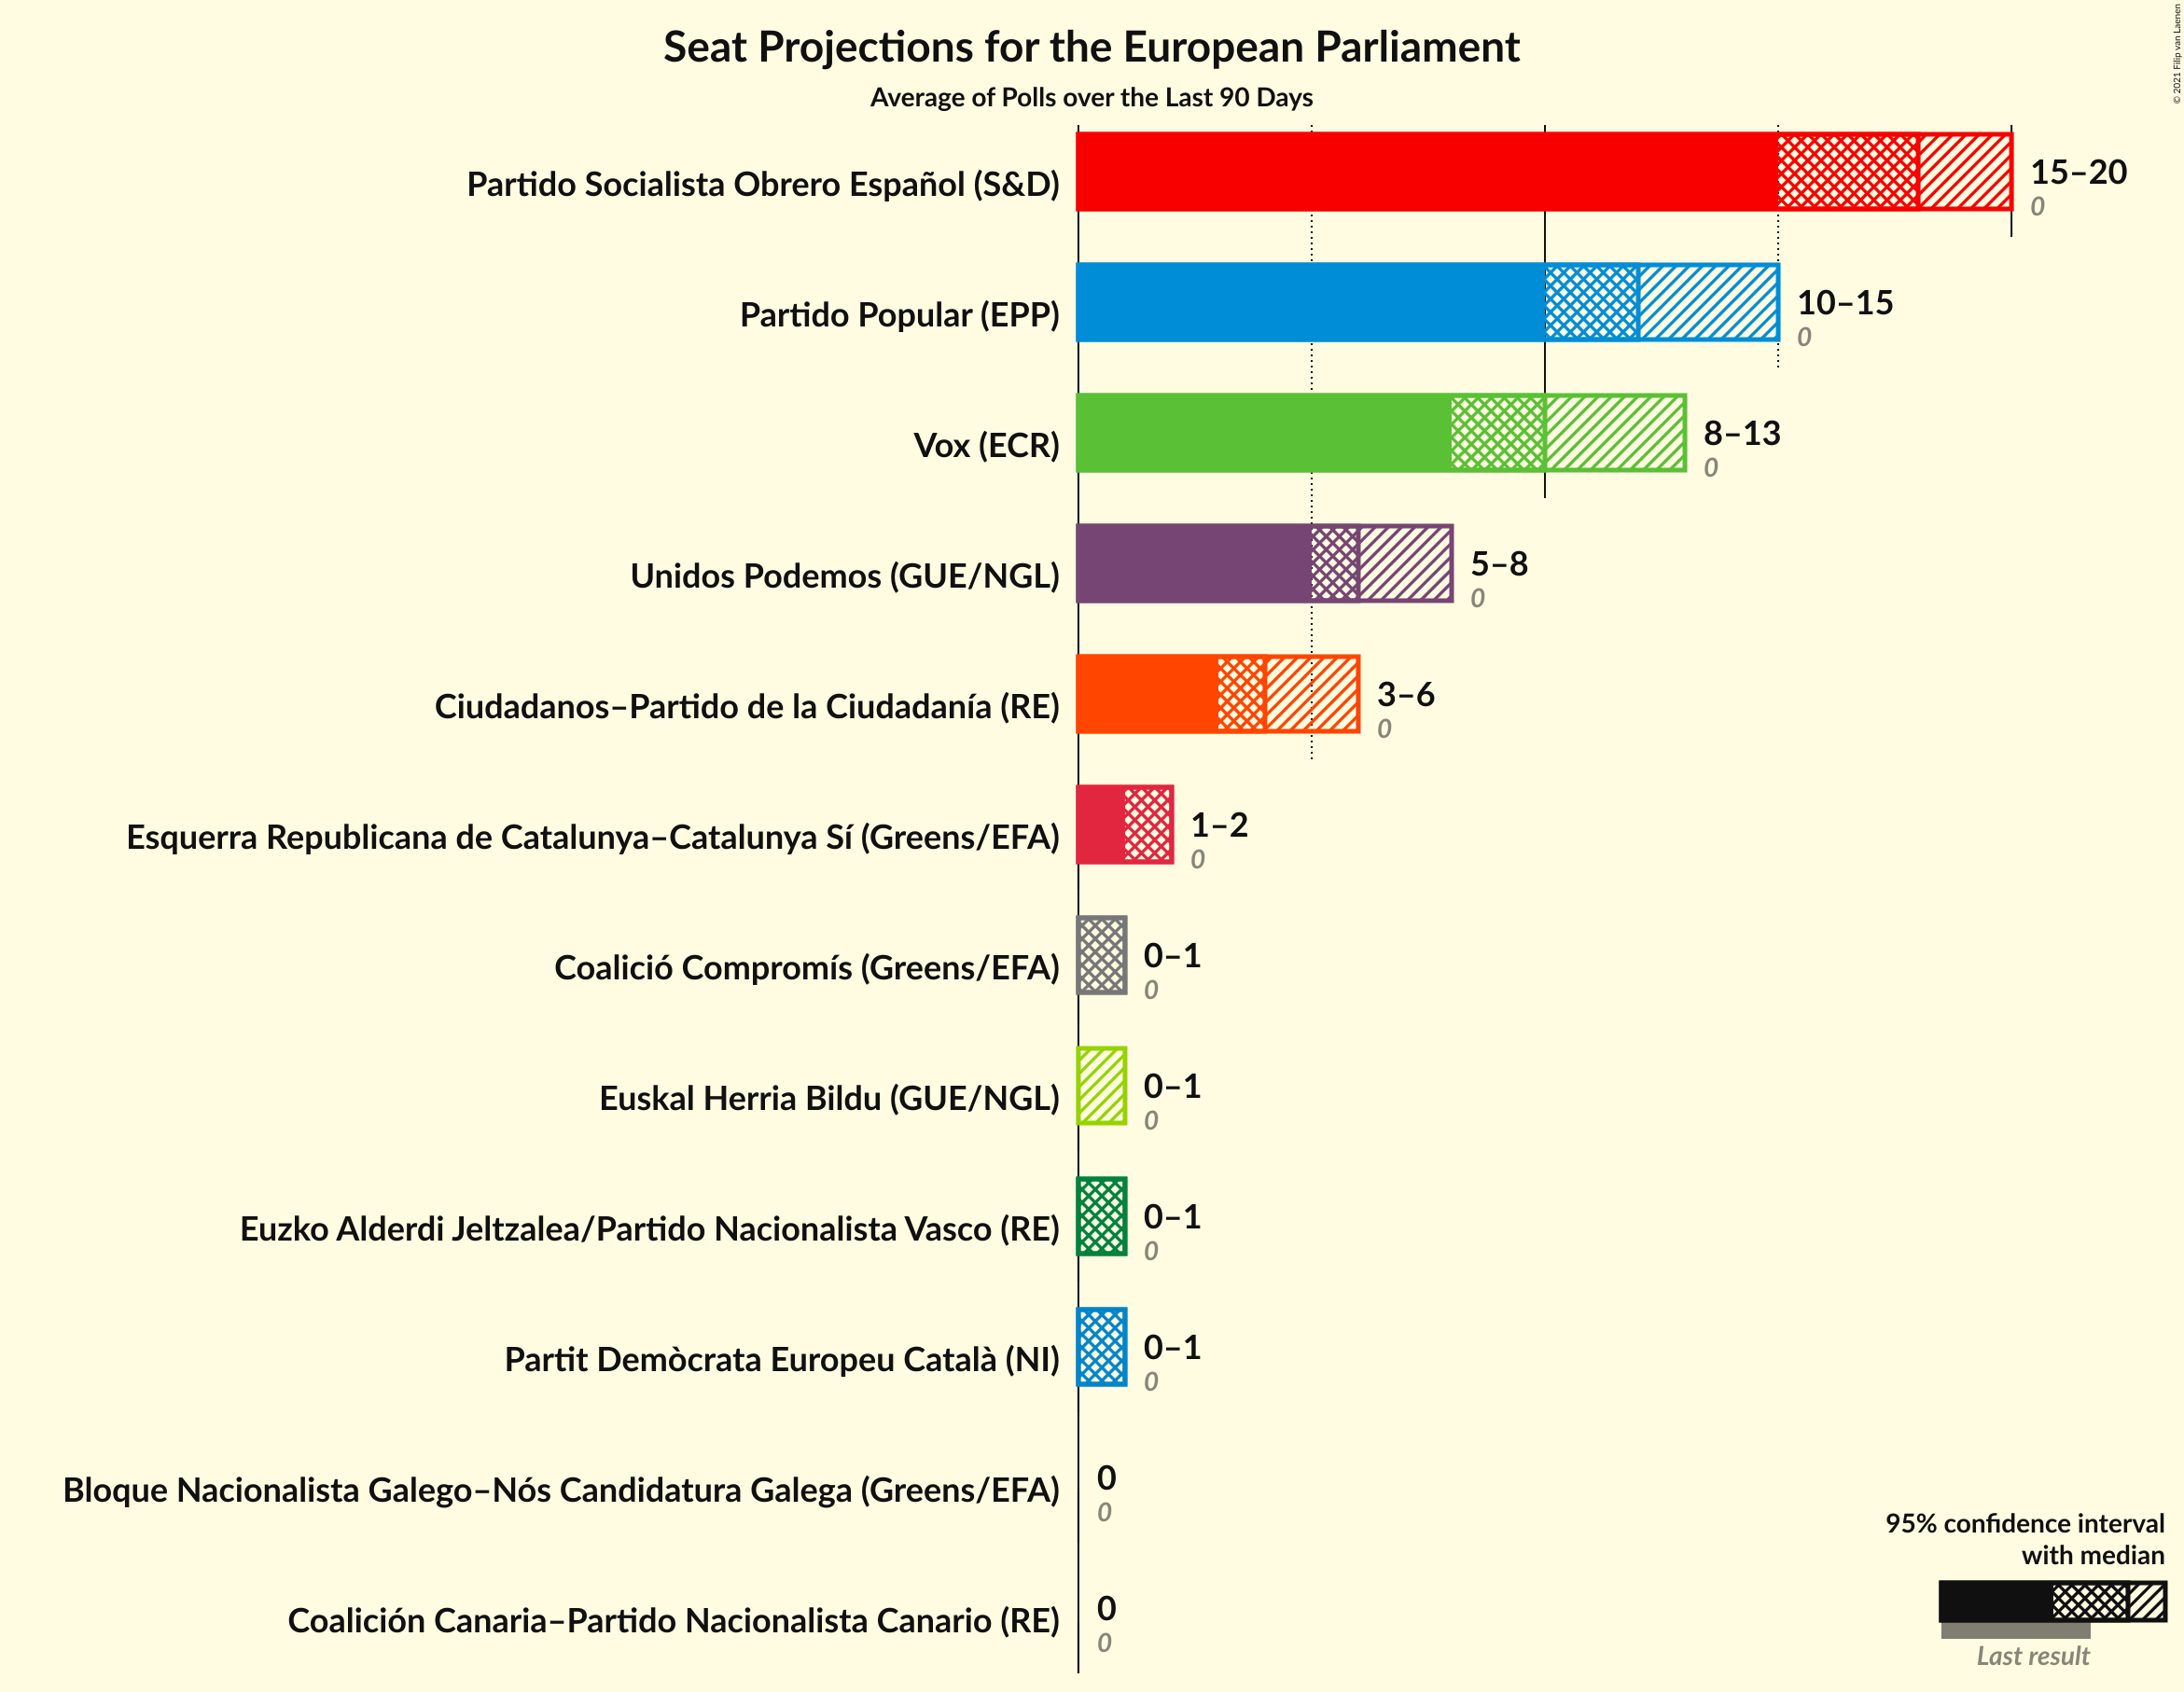 Seat Projections for the European Parliament
Average of Polls over the Last 90 Days
© 2021 Filip van Laenen
Partido Socialista Obrero Español (S&D)
15–20
0
Partido Popular (EPP)
10–15
0
Vox (ECR)
8–13
0
Unidos Podemos (GUE/NGL)
5–8
0
Ciudadanos–Partido de la Ciudadanía (RE)
3–6
0
Esquerra Republicana de Catalunya–Catalunya Sí (Greens/EFA)
1–2
0
Coalició Compromís (Greens/EFA)
0–1
0
Euskal Herria Bildu (GUE/NGL)
0–1
0
Euzko Alderdi Jeltzalea/Partido Nacionalista Vasco (RE)
0–1
0
Partit Demòcrata Europeu Català (NI)
0–1
0
Bloque Nacionalista Galego–Nós Candidatura Galega (Greens/EFA)
0
0
Coalición Canaria–Partido Nacionalista Canario (RE)
0
0
95% confidence interval
with median
Last result